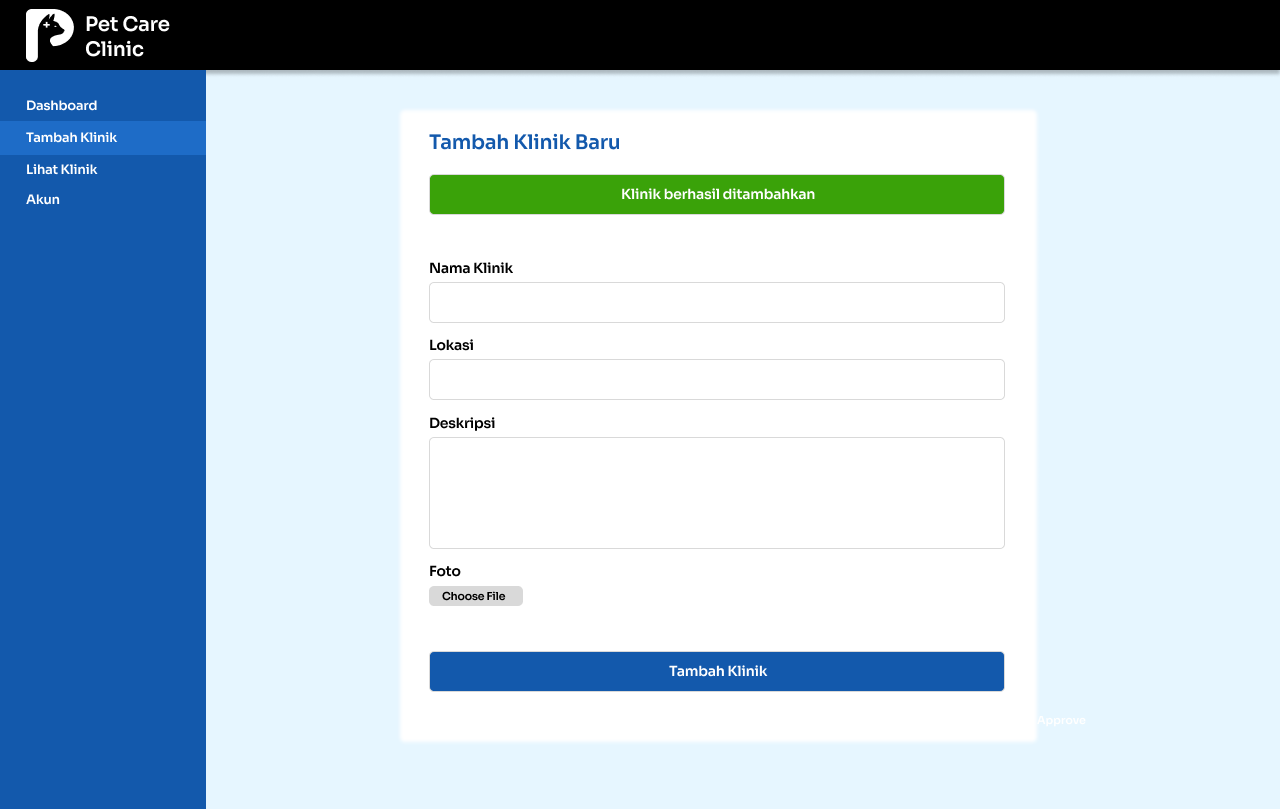 Pet Care
Clinic
Dashboard
Tambah Klinik
Lihat Klinik
Akun
Tambah Klinik Baru
Klinik berhasil ditambahkan
Nama Klinik
Lokasi
Deskripsi
Foto
Choose File
Tambah Klinik
Approve